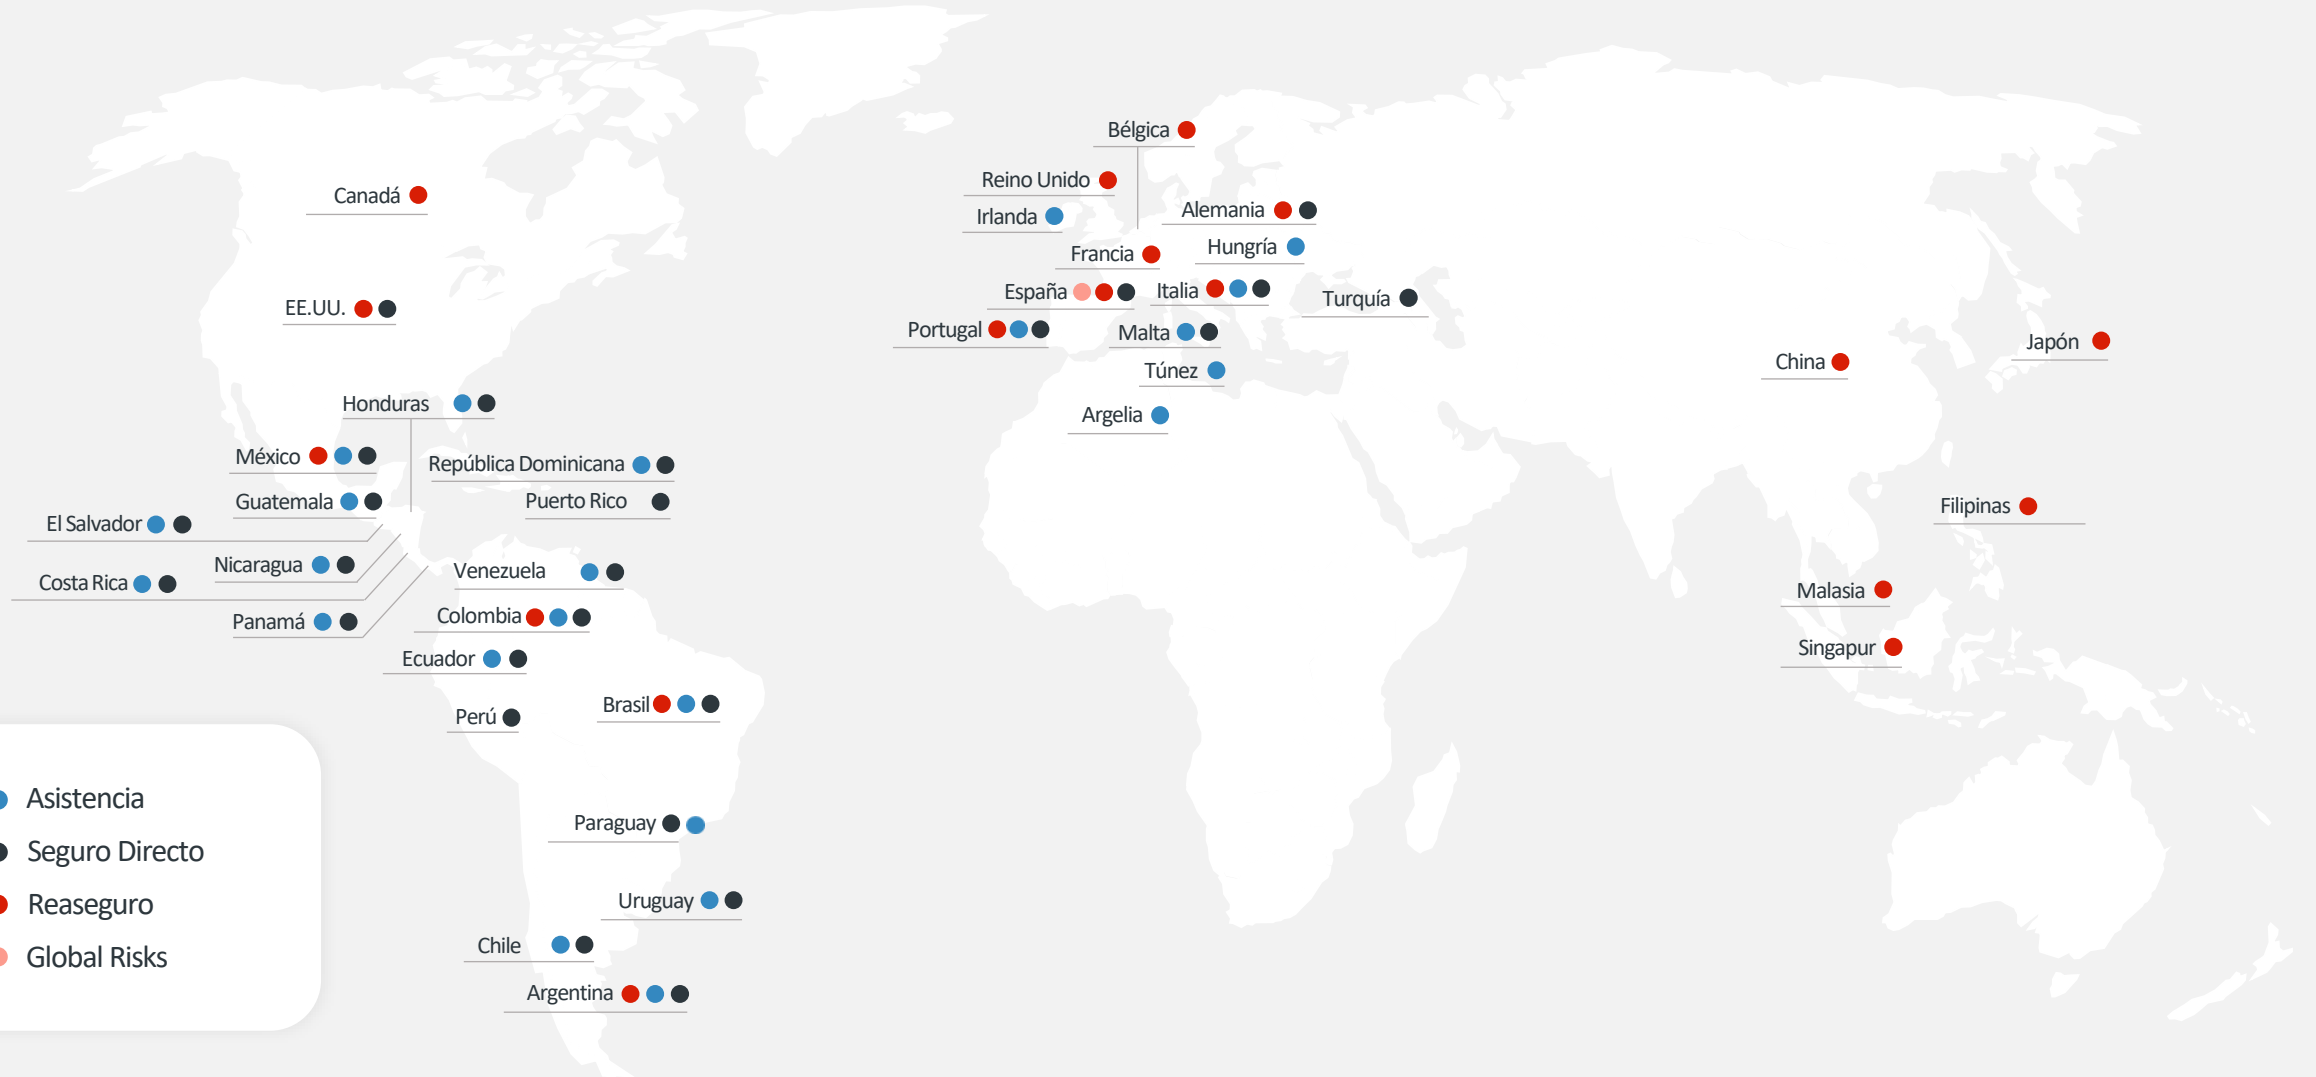 Bélgica
Reino Unido
Canadá
Irlanda
Alemania
Hungría
Francia
España
Italia
Turquía
EE.UU.
Portugal
Malta
Japón
China
Túnez
Honduras
Argelia
México
República Dominicana
Guatemala
Puerto Rico
Filipinas
El Salvador
Nicaragua
Venezuela
Costa Rica
Malasia
Colombia
Panamá
Singapur
Ecuador
Brasil
Perú
Asistencia
Paraguay
Seguro Directo
Uruguay
Reaseguro
Chile
Global Risks
Argentina